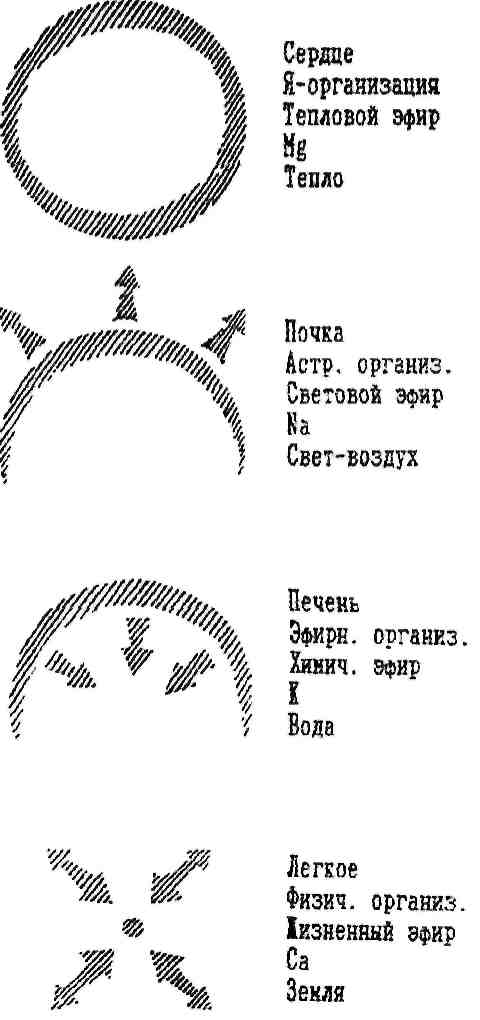 Сердце
Я-организация
Тепловой эфир
Mg
Тепло
Почка
Астр. организ.
Световой эфир
Na
Свет-воздух
Печень
Эфирн. организ.
Химич. эфир
K
Вода
Легкое
Физич. организ.
Жизненный эфир
Ca
Земля